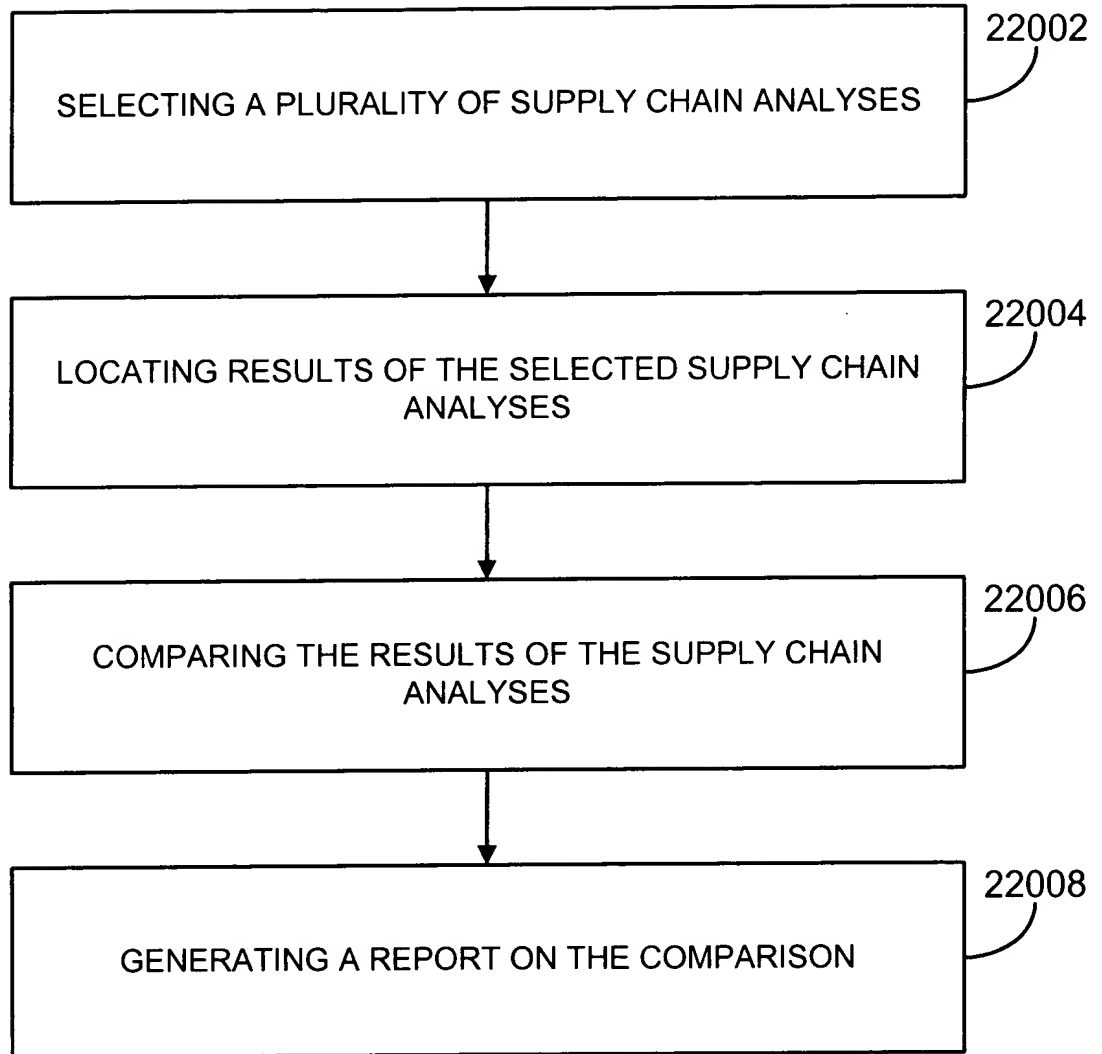 22002
SELECTING A PLURALITY OF SUPPLY CHAIN ANALYSES
22004
LOCATING RESULTS OF THE SELECTED SUPPLY CHAIN
ANALYSES
22006
COMPARING THE RESULTS OF THE SUPPLY CHAIN
ANALYSES
22008
GENERATING A REPORT ON THE COMPARISON